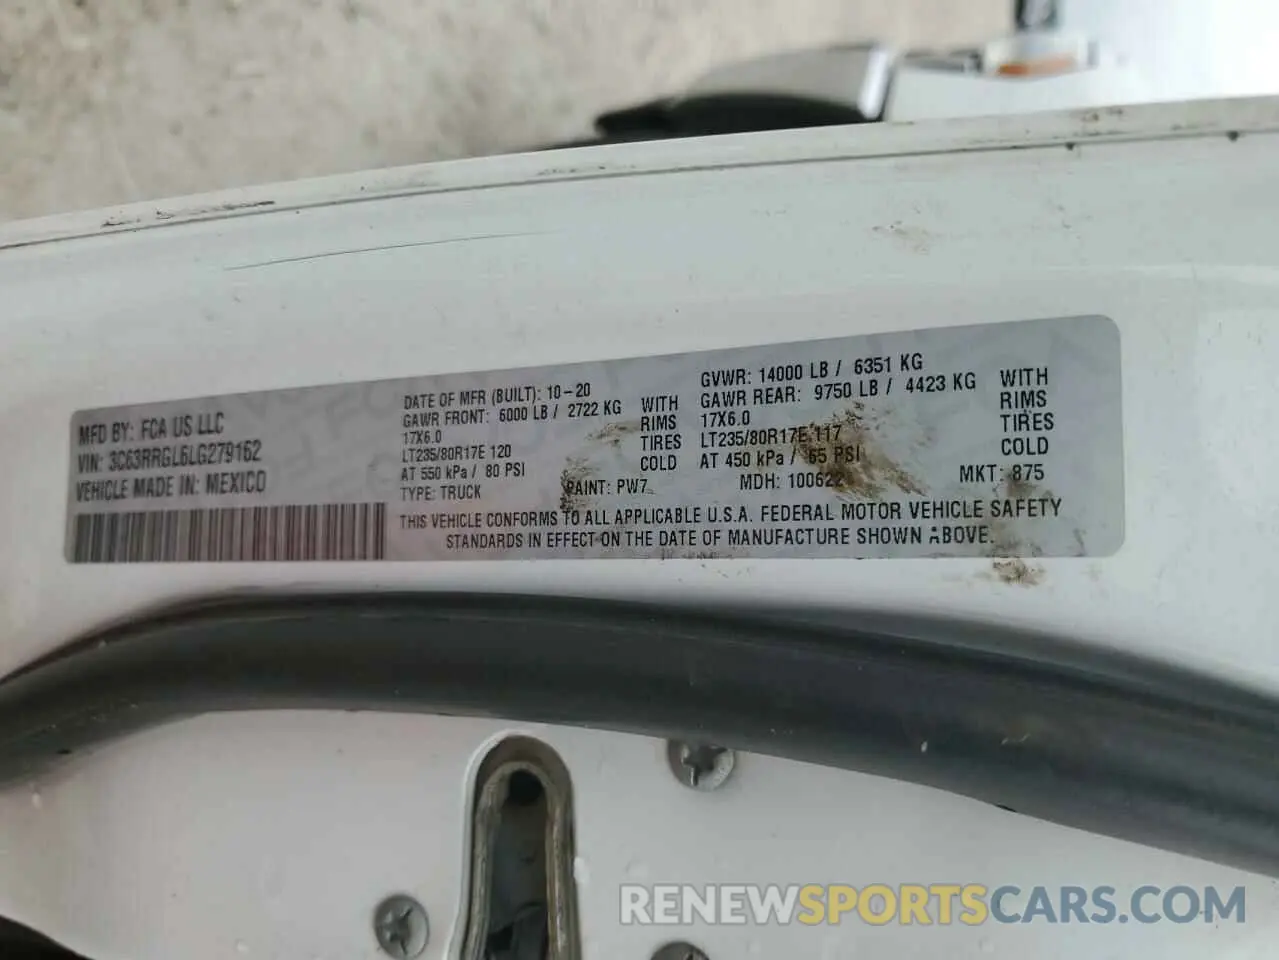 MFD BY: FCA US LLC
VIN: 3C63RRGL6LG279162
VEHICLE MADE IN: MEXICO
DATE OF MFR (BUILT): 10-20
GAWR FRONT: 6000 LB / 2722 KG
17X6.0
LT235/80R17E 120
AT 550 kPa / 80 PSI
TYPE: TRUCK
WITH
RIMS
TIRES
COLD
GVWR: 14000 LB / 6351 KG
GAWR REAR: 9750 LB / 4423 KG
17X6.0
LT235/80R17E 117
AT 450 kPa / 65 PSI
WITH
RIMS
TIRES
COLD
PAINT: PW7
MDH: 100622
MKT: 875
THIS VEHICLE CONFORMS TO ALL APPLICABLE U.S.A. FEDERAL MOTOR VEHICLE SAFETY
STANDARDS IN EFFECT ON THE DATE OF MANUFACTURE SHOWN ABOVE.
RENEWSPORTSCARS.COM